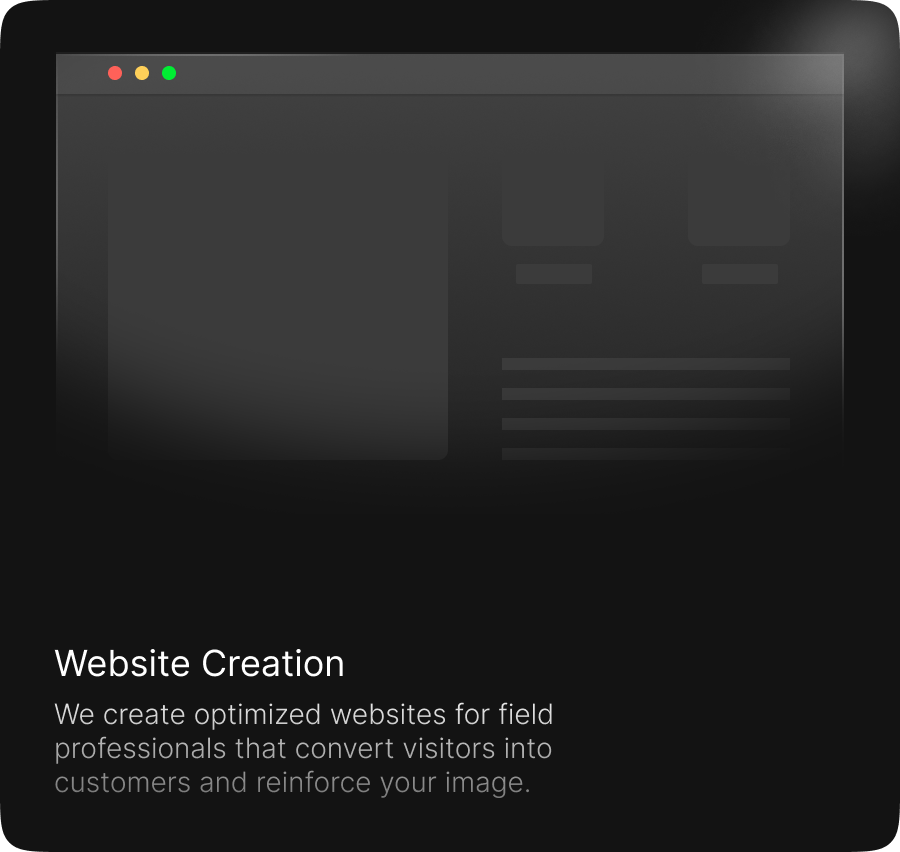 Website Creation
We create optimized websites for field
professionals that convert visitors into
customers and reinforce your image.